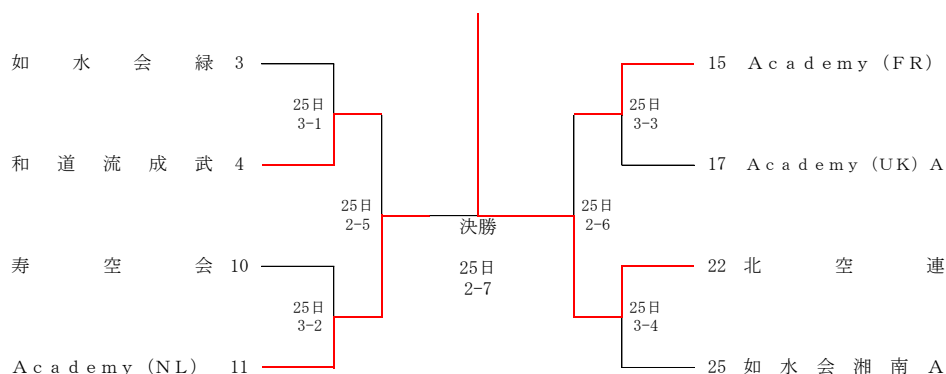 如水会緑 3
25日
3-1
和道流成武 4
25日
2-5
寿空会 10
25日
3-2
Academy(NL) 11
決勝
25日
2-7
15 Academy(FR)
25日
3-3
17 Academy(UK)A
25日
2-6
22 北空連
25日
3-4
25 如水会湘南A